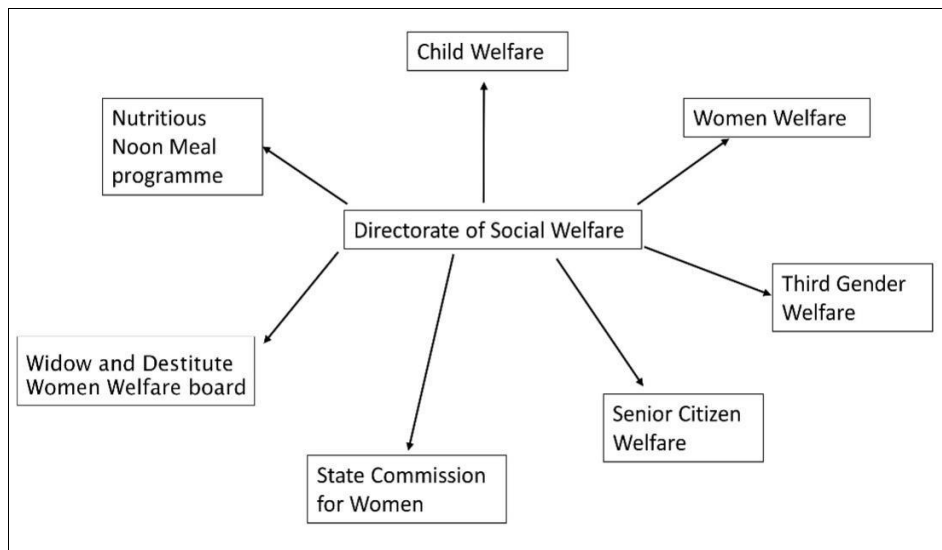 Child Welfare
Nutritious
Noon Meal
programme
Women Welfare
Directorate of Social Welfare
Third Gender
Welfare
Widow and Destitute
Women Welfare board
Senior Citizen
Welfare
State Commission
for Women